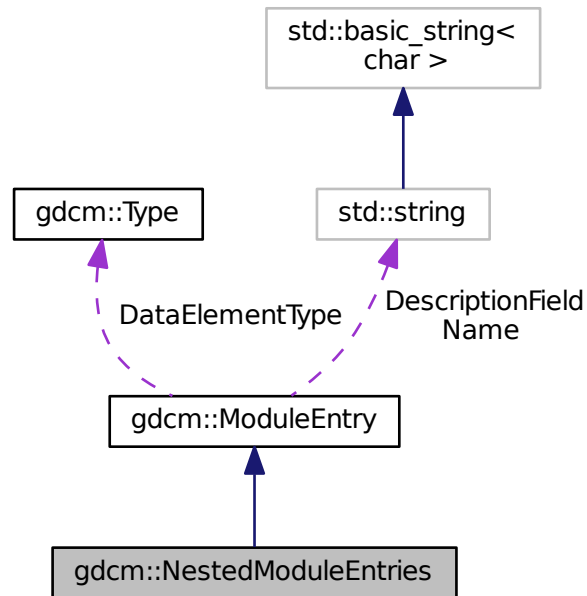 std::basic_string<
char >
gdcm::Type
std::string
DataElementType
DescriptionField
Name
gdcm::ModuleEntry
gdcm::NestedModuleEntries